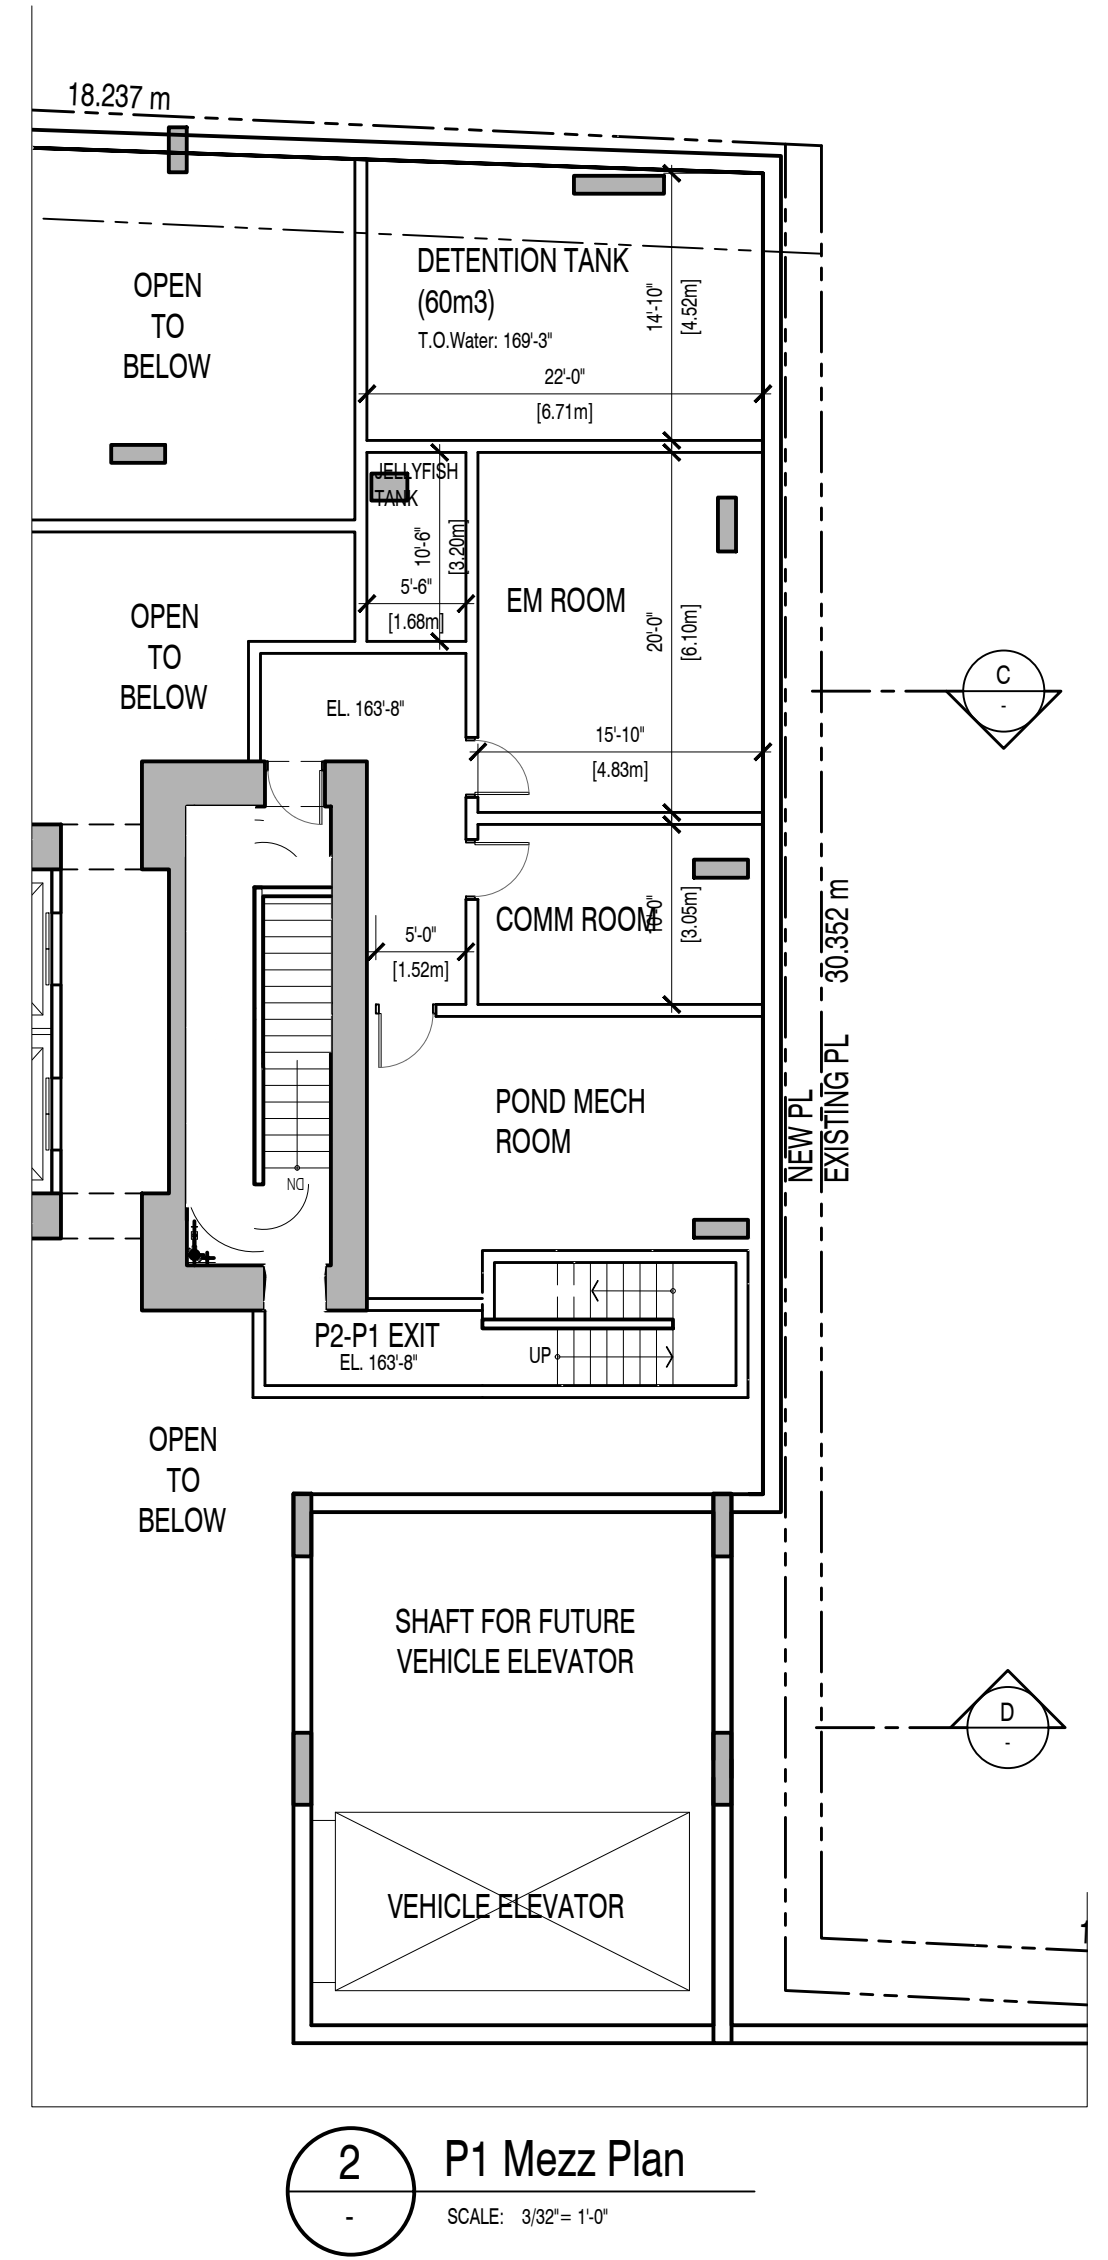 18.237 m
OPEN
TO
BELOW
DETENTION TANK
(60m3)
T.O.Water: 169'-3"
14'-10"
[4.52m]
22'-0"
[6.71m]
JELLYFISH
TANK
10'-6"
[3.20m]
5'-6"
[1.68m]
EM ROOM
20'-0"
[6.10m]
OPEN
TO
BELOW
EL. 163'-8"
15'-10"
[4.83m]
C
-
COMM ROOM
10'-0"
[3.05m]
5'-0"
[1.52m]
30.352 m
NEW PL
EXISTING PL
POND MECH
ROOM
DN
P2-P1 EXIT
EL. 163'-8"
UP
OPEN
TO
BELOW
SHAFT FOR FUTURE
VEHICLE ELEVATOR
D
-
VEHICLE ELEVATOR
2
-
P1 Mezz Plan
SCALE: 3/32"= 1'-0"